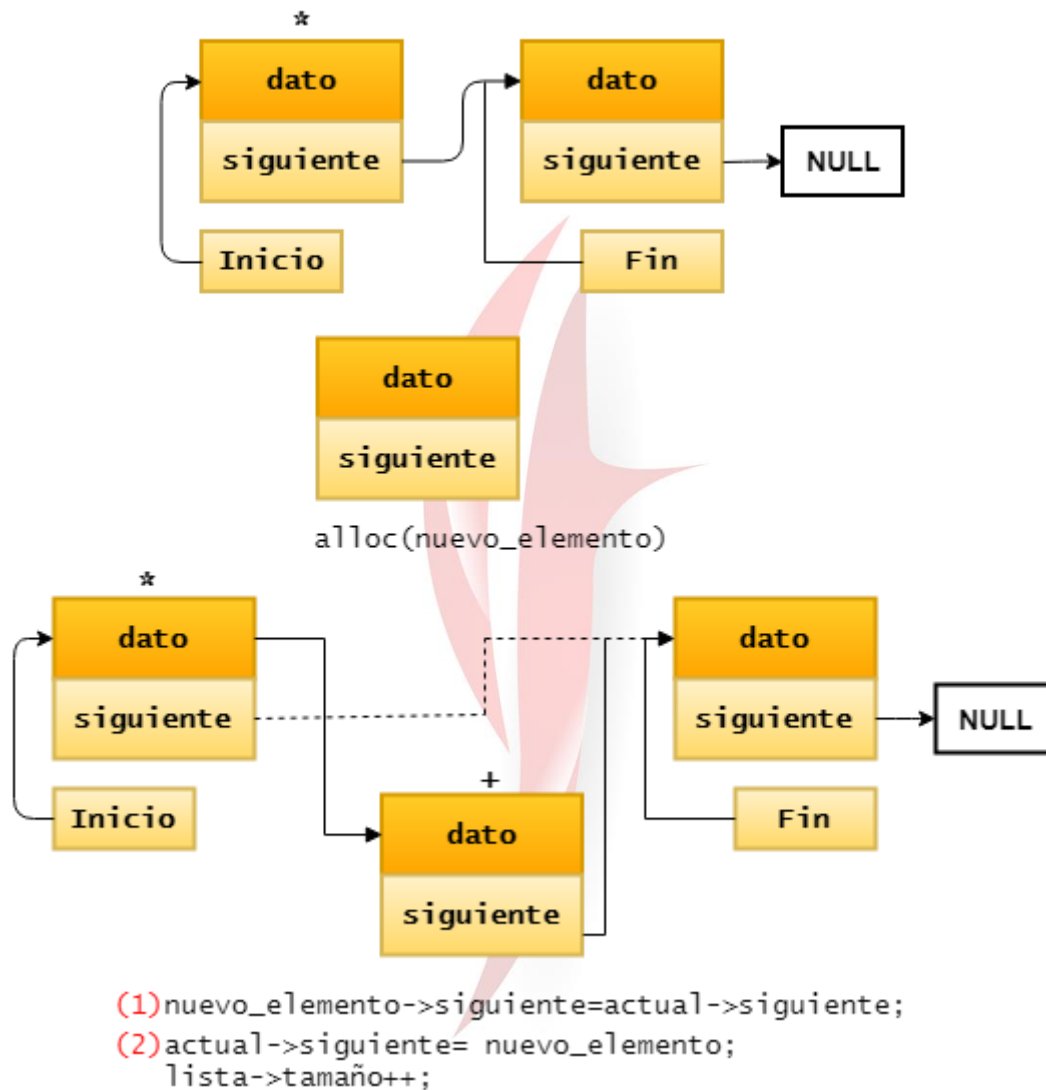 *
dato
dato
siguiente
siguiente
NULL
Inicio
Fin
dato
siguiente
alloc(nuevo_elemento)
*
dato
dato
siguiente
siguiente
NULL
+
Inicio
Fin
dato
siguiente
(1)nuevo_elemento->siguiente=actual->siguiente;
(2)actual->siguiente= nuevo_elemento;
lista->tamaño++;